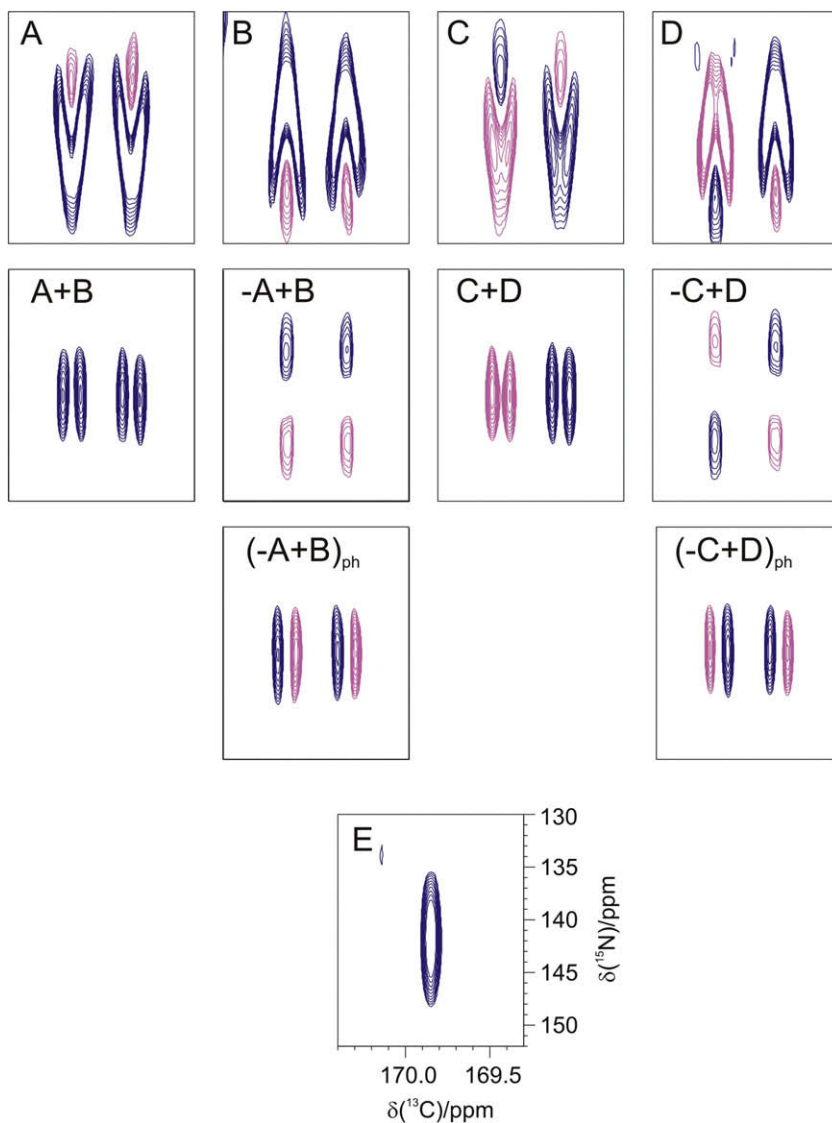 A
B
C
D
A+B
-A+B
C+D
-C+D
(-A+B)ph
(-C+D)ph
E
130
135
140
145
150
δ(¹⁵N)/ppm
170.0
169.5
δ(¹³C)/ppm